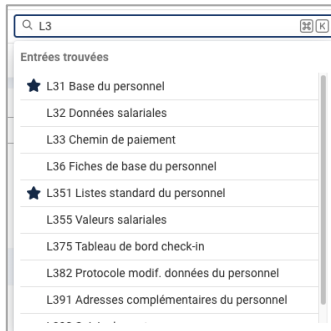 L3
⌘ K
Entrées trouvées
L31 Base du personnel
L32 Données salariales
L33 Chemin de paiement
L36 Fiches de base du personnel
L351 Listes standard du personnel
L355 Valeurs salariales
L375 Tableau de bord check-in
L382 Protocole modif. données du personnel
L391 Adresses complémentaires du personnel